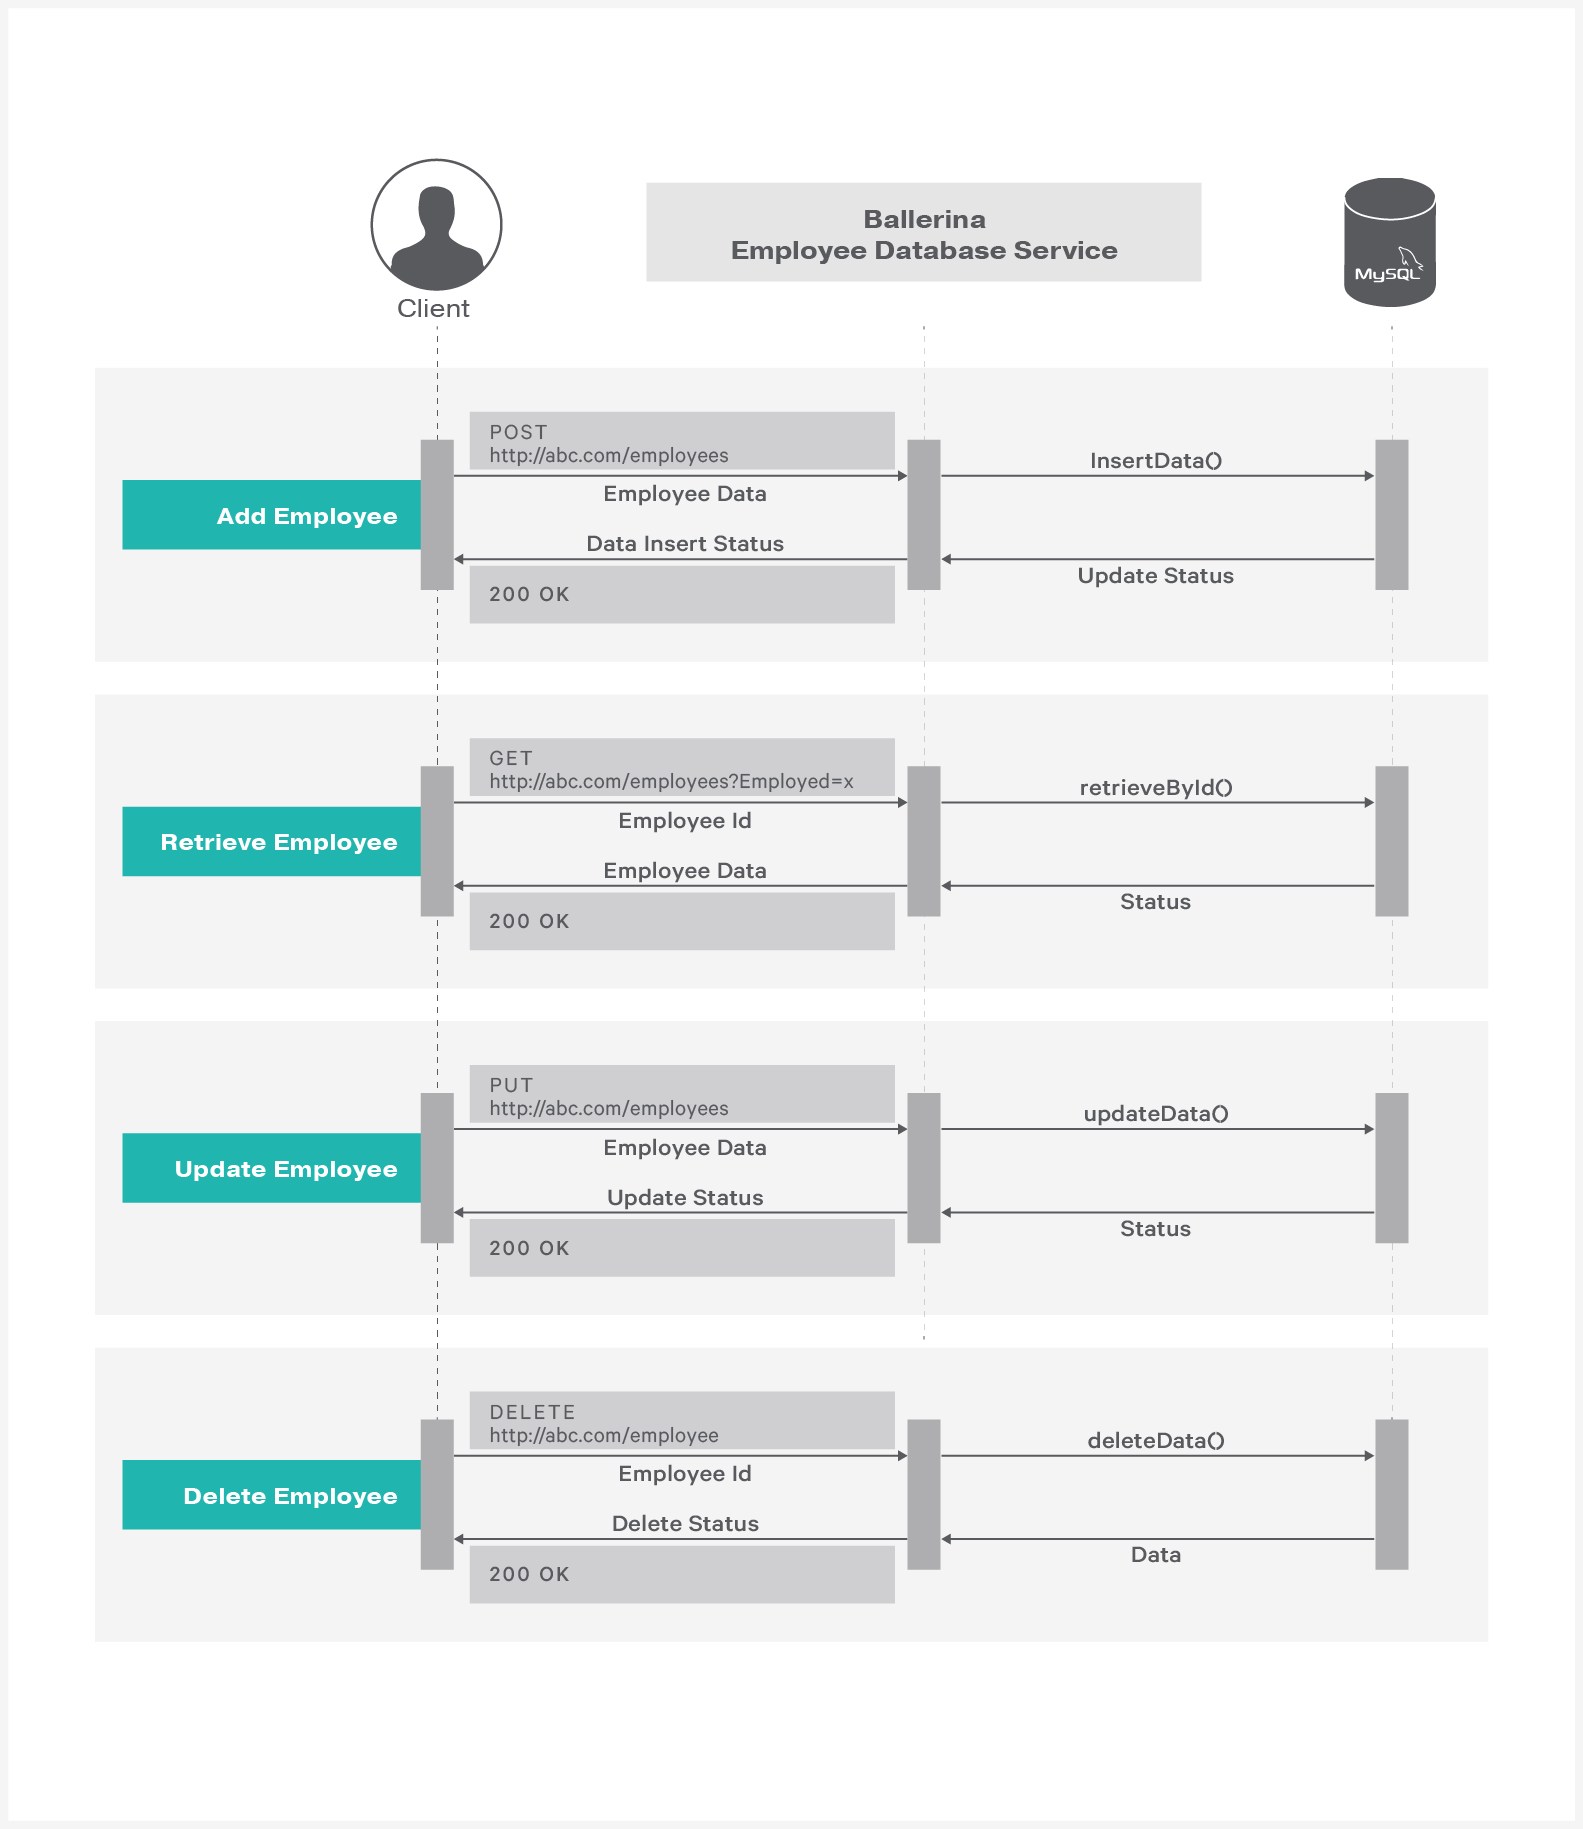 Client
Ballerina
Employee Database Service
MySQL
Add Employee
POST
http://abc.com/employees
Employee Data
InsertData()
Data Insert Status
200 OK
Update Status
Retrieve Employee
GET
http://abc.com/employees?Employed=x
Employee Id
retrieveById()
Employee Data
200 OK
Status
Update Employee
PUT
http://abc.com/employees
Employee Data
updateData()
Update Status
200 OK
Status
Delete Employee
DELETE
http://abc.com/employee
Employee Id
deleteData()
Delete Status
200 OK
Data